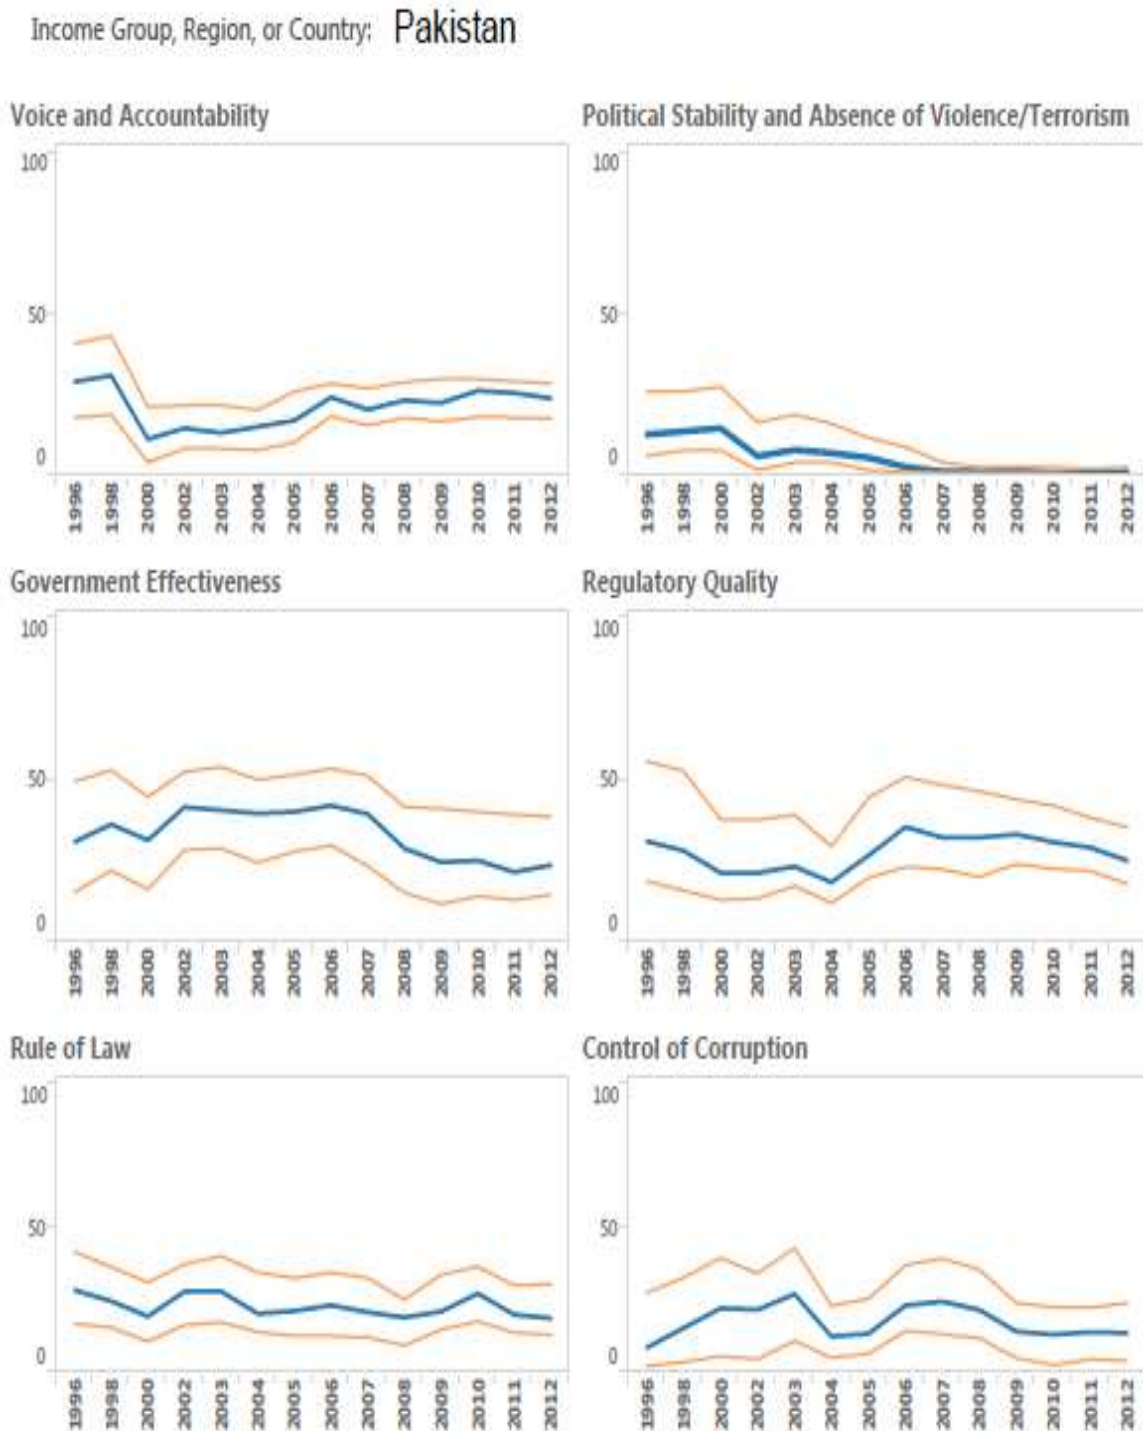 Income Group, Region, or Country: Pakistan
Voice and Accountability
100
50
0
1996 1998 2000 2002 2003 2004 2005 2006 2007 2008 2009 2010 2011 2012
Political Stability and Absence of Violence/Terrorism
100
50
0
1996 1998 2000 2002 2003 2004 2005 2006 2007 2008 2009 2010 2011 2012
Government Effectiveness
100
50
0
1996 1998 2000 2002 2003 2004 2005 2006 2007 2008 2009 2010 2011 2012
Regulatory Quality
100
50
0
1996 1998 2000 2002 2003 2004 2005 2006 2007 2008 2009 2010 2011 2012
Rule of Law
100
50
0
1996 1998 2000 2002 2003 2004 2005 2006 2007 2008 2009 2010 2011 2012
Control of Corruption
100
50
0
1996 1998 2000 2002 2003 2004 2005 2006 2007 2008 2009 2010 2011 2012